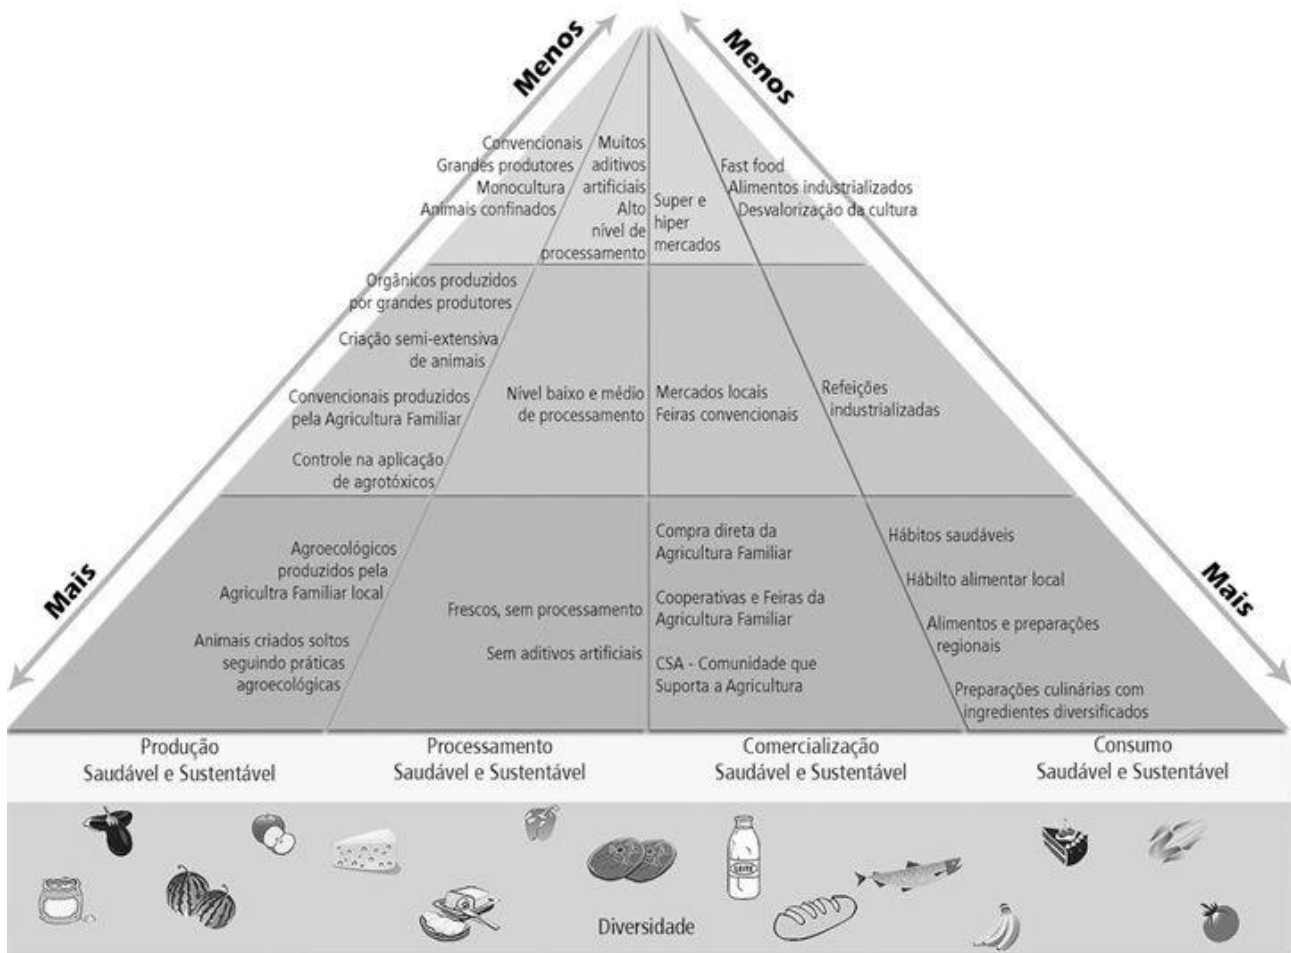 Menos
Menos
Convencionais
Grandes produtores
Monocultura
Animais confinados
Muitos
aditivos
artificiais
Alto
nível de
processamento
Super e
hiper
mercados
Fast food
Alimentos industrializados
Desvalorização da cultura
Orgânicos produzidos
por grandes produtores
Criação semi-extensiva
de animais
Convencionais produzidos
pela Agricultura Familiar
Controle na aplicação
de agrotóxicos
Nível baixo e médio
de processamento
Mercados locais
Feiras convencionais
Refeições
industrializadas
Mais
Mais
Agroecológicos
produzidos pela
Agricultra Familiar local
Animais criados soltos
seguindo práticas
agroecológicas
Frescos, sem processamento
Sem aditivos artificiais
Compra direta da
Agricultura Familiar
Cooperativas e Feiras da
Agricultura Familiar
CSA - Comunidade que
Suporta a Agricultura
Hábitos saudáveis
Hábilto alimentar local
Alimentos e preparações
regionais
Preparações culinárias com
ingredientes diversificados
Produção
Saudável e Sustentável
Processamento
Saudável e Sustentável
Comercialização
Saudável e Sustentável
Consumo
Saudável e Sustentável
LEITE
Diversidade